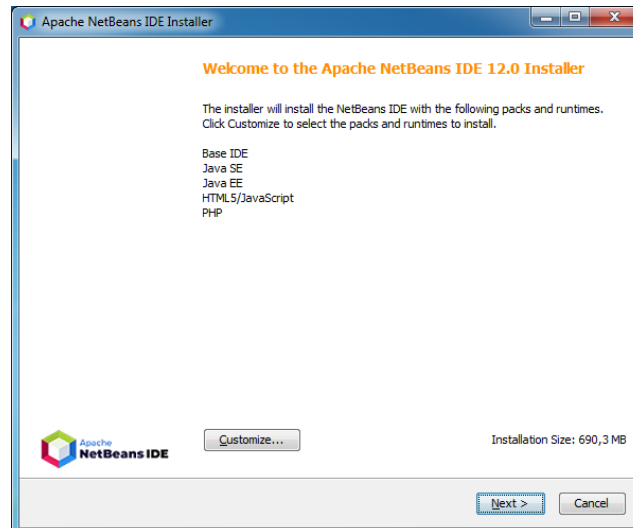 Apache NetBeans IDE Installer
Welcome to the Apache NetBeans IDE 12.0 Installer
The installer will install the NetBeans IDE with the following packs and runtimes.
Click Customize to select the packs and runtimes to install.
Base IDE
Java SE
Java EE
HTML5/JavaScript
PHP
Apache
NetBeans IDE
Customize...
Installation Size: 690,3 MB
Next >
Cancel